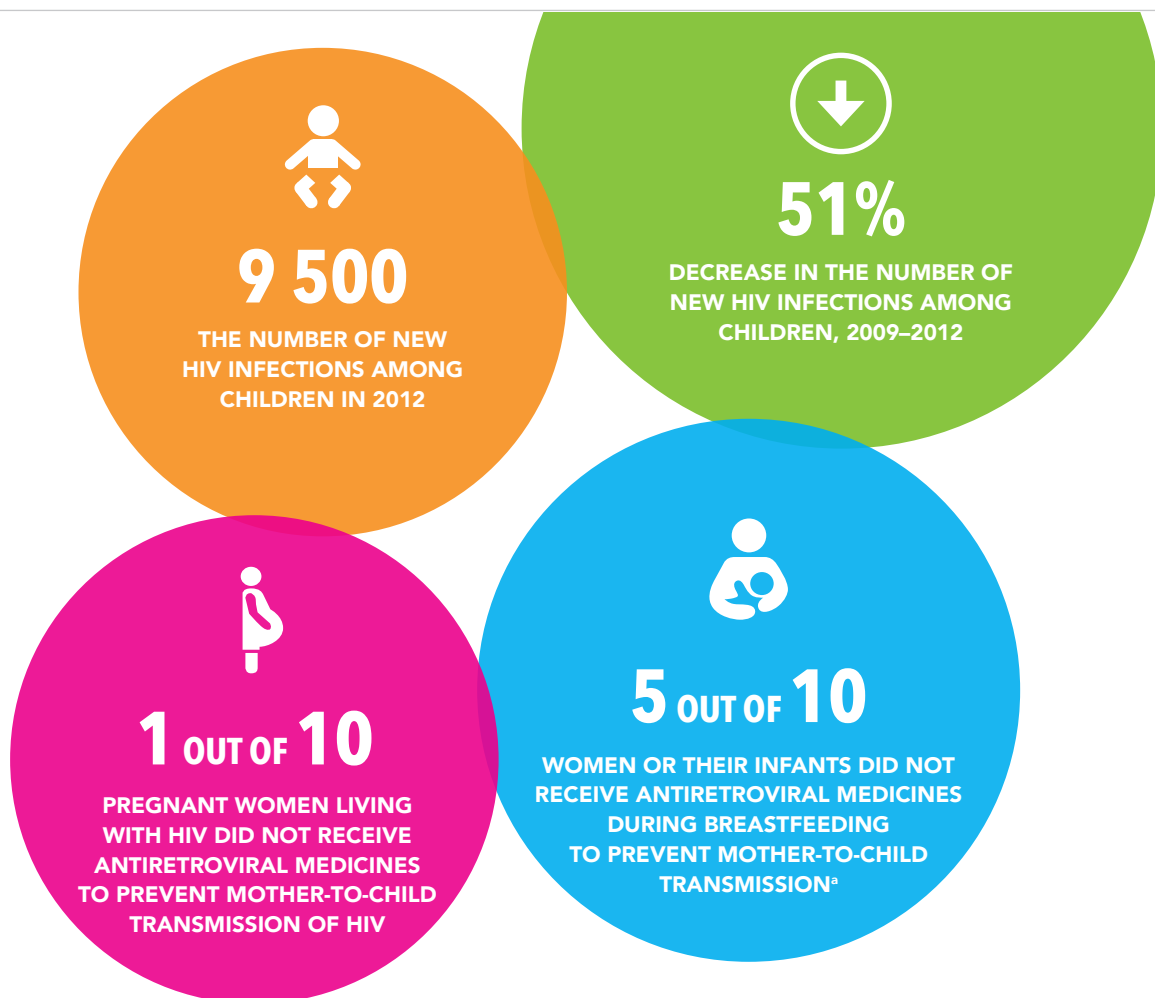 9 500
THE NUMBER OF NEW
HIV INFECTIONS AMONG
CHILDREN IN 2012
51%
DECREASE IN THE NUMBER OF
NEW HIV INFECTIONS AMONG
CHILDREN, 2009–2012
1 OUT OF 10
PREGNANT WOMEN LIVING
WITH HIV DID NOT RECEIVE
ANTIRETROVIRAL MEDICINES
TO PREVENT MOTHER-TO-CHILD
TRANSMISSION OF HIV
5 OUT OF 10
WOMEN OR THEIR INFANTS DID NOT
RECEIVE ANTIRETROVIRAL MEDICINES
DURING BREASTFEEDING
TO PREVENT MOTHER-TO-CHILD
TRANSMISSIONᵃ